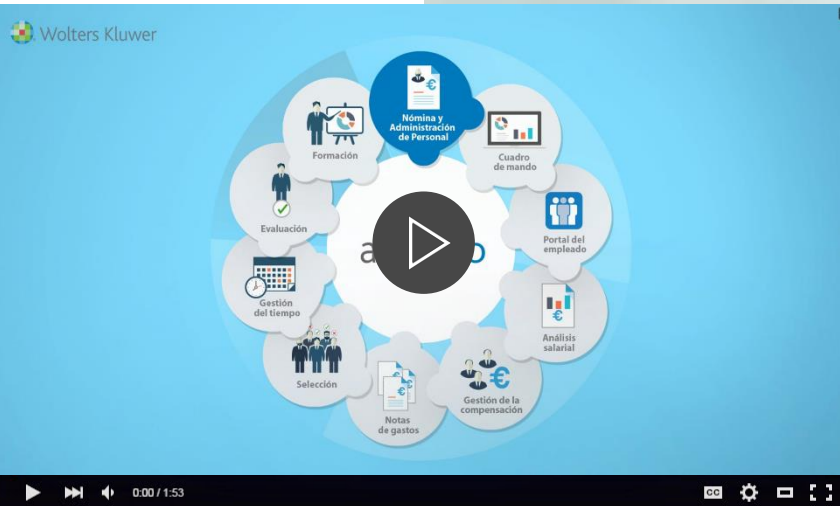 Wolters Kluwer
Nómina y
Administración
de Personal
Cuadro
de mando
Portal del
empleado
Análisis
salarial
Gestión de la
compensación
Notas
de gastos
Selección
Gestión
del tiempo
Evaluación
Formación
0:00 / 1:53
CC